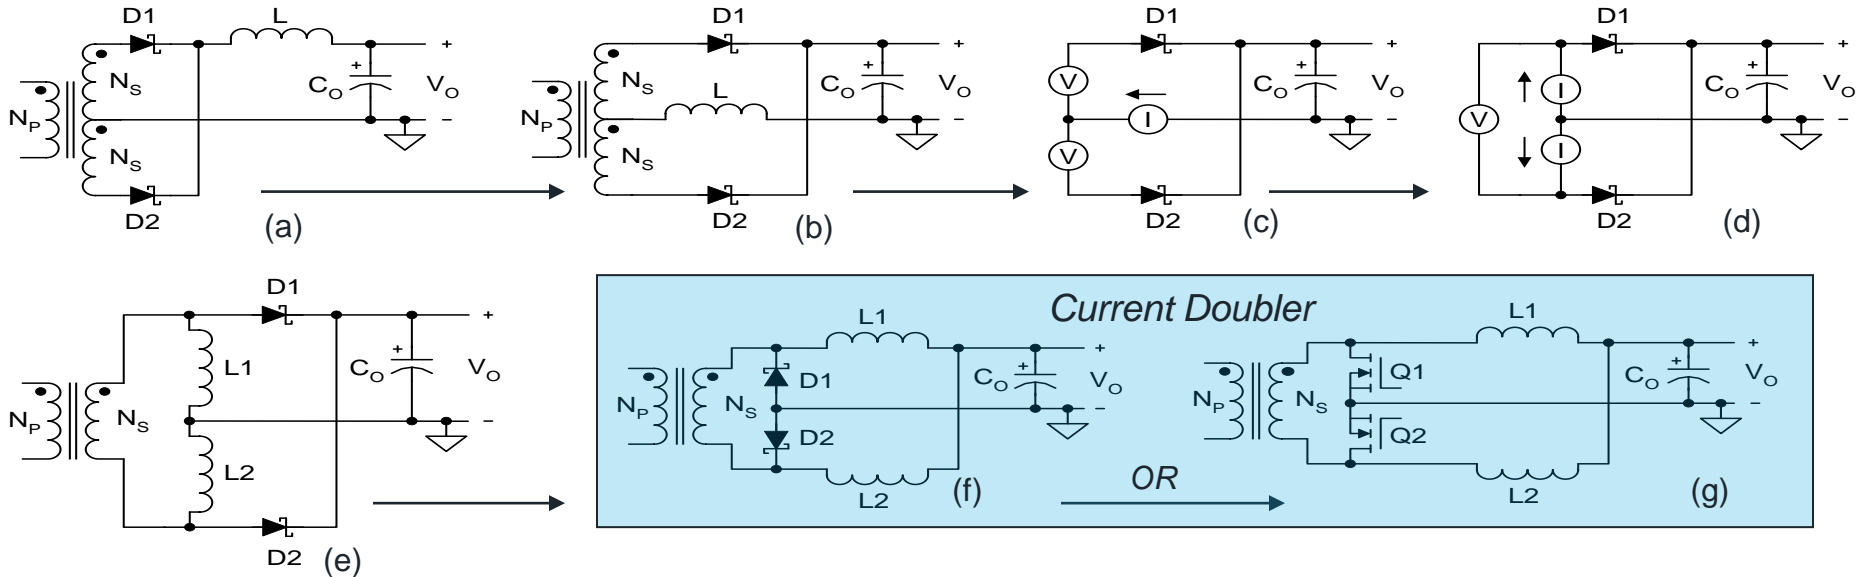 D1
L
+
N_S
+
C_O
V_O
N_P
N_S
−
D2
(a)
D1
+
N_S
+
C_O
V_O
L
N_P
N_S
−
D2
(b)
D1
+
V
+
C_O
V_O
I
−
V
D2
(c)
D1
+
I
+
C_O
V_O
V
−
I
D2
(d)
D1
+
L1
+
C_O
V_O
N_P
N_S
−
L2
D2
(e)
Current Doubler
L1
+
D1
+
C_O
V_O
N_P
N_S
−
D2
L2
(f)
OR
L1
+
Q1
+
C_O
V_O
N_P
N_S
−
Q2
L2
(g)